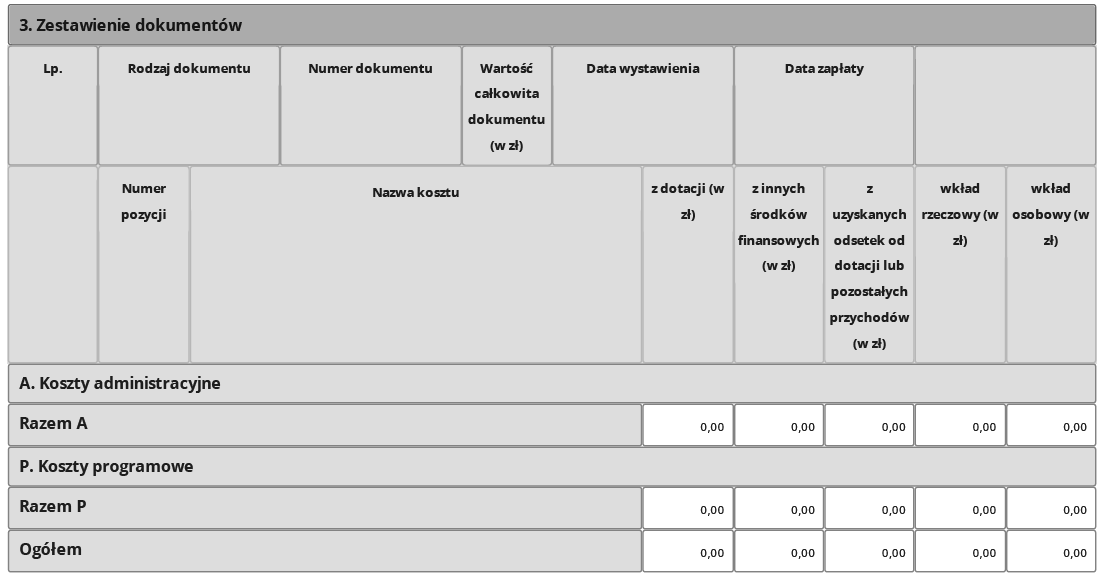 3. Zestawienie dokumentów
Lp.
Rodzaj dokumentu
Numer dokumentu
Wartość
całkowita
dokumentu
(w zł)
Data wystawienia
Data zapłaty
Numer
pozycji
Nazwa kosztu
z dotacji (w
zł)
z innych
środków
finansowych
(w zł)
z
uzyskanych
odsetek od
dotacji lub
pozostałych
przychodów
(w zł)
wkład
rzeczowy (w
zł)
wkład
osobowy (w
zł)
A. Koszty administracyjne
Razem A 0,00 0,00 0,00 0,00 0,00
P. Koszty programowe
Razem P 0,00 0,00 0,00 0,00 0,00
Ogółem 0,00 0,00 0,00 0,00 0,00